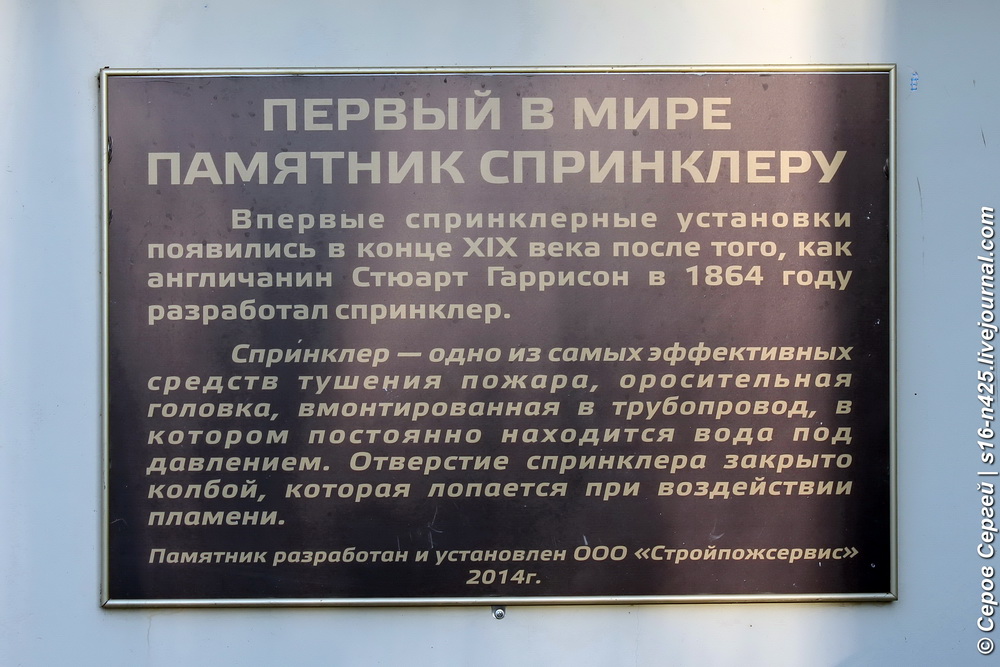 ПЕРВЫЙ В МИРЕ
ПАМЯТНИК СПРИНКЛЕРУ
Впервые спринклерные установки
появились в конце XIX века после того, как
англичанин Стюарт Гаррисон в 1864 году
разработал спринклер.
Спринклер — одно из самых эффективных
средств тушения пожара, оросительная
головка, вмонтированная в трубопровод, в
котором постоянно находится вода под
давлением. Отверстие спринклера закрыто
колбой, которая лопается при воздействии
пламени.
Памятник разработан и установлен ООО «Стройпожсервис»
2014г.
© Серов Сергей | s16-n425.livejournal.com